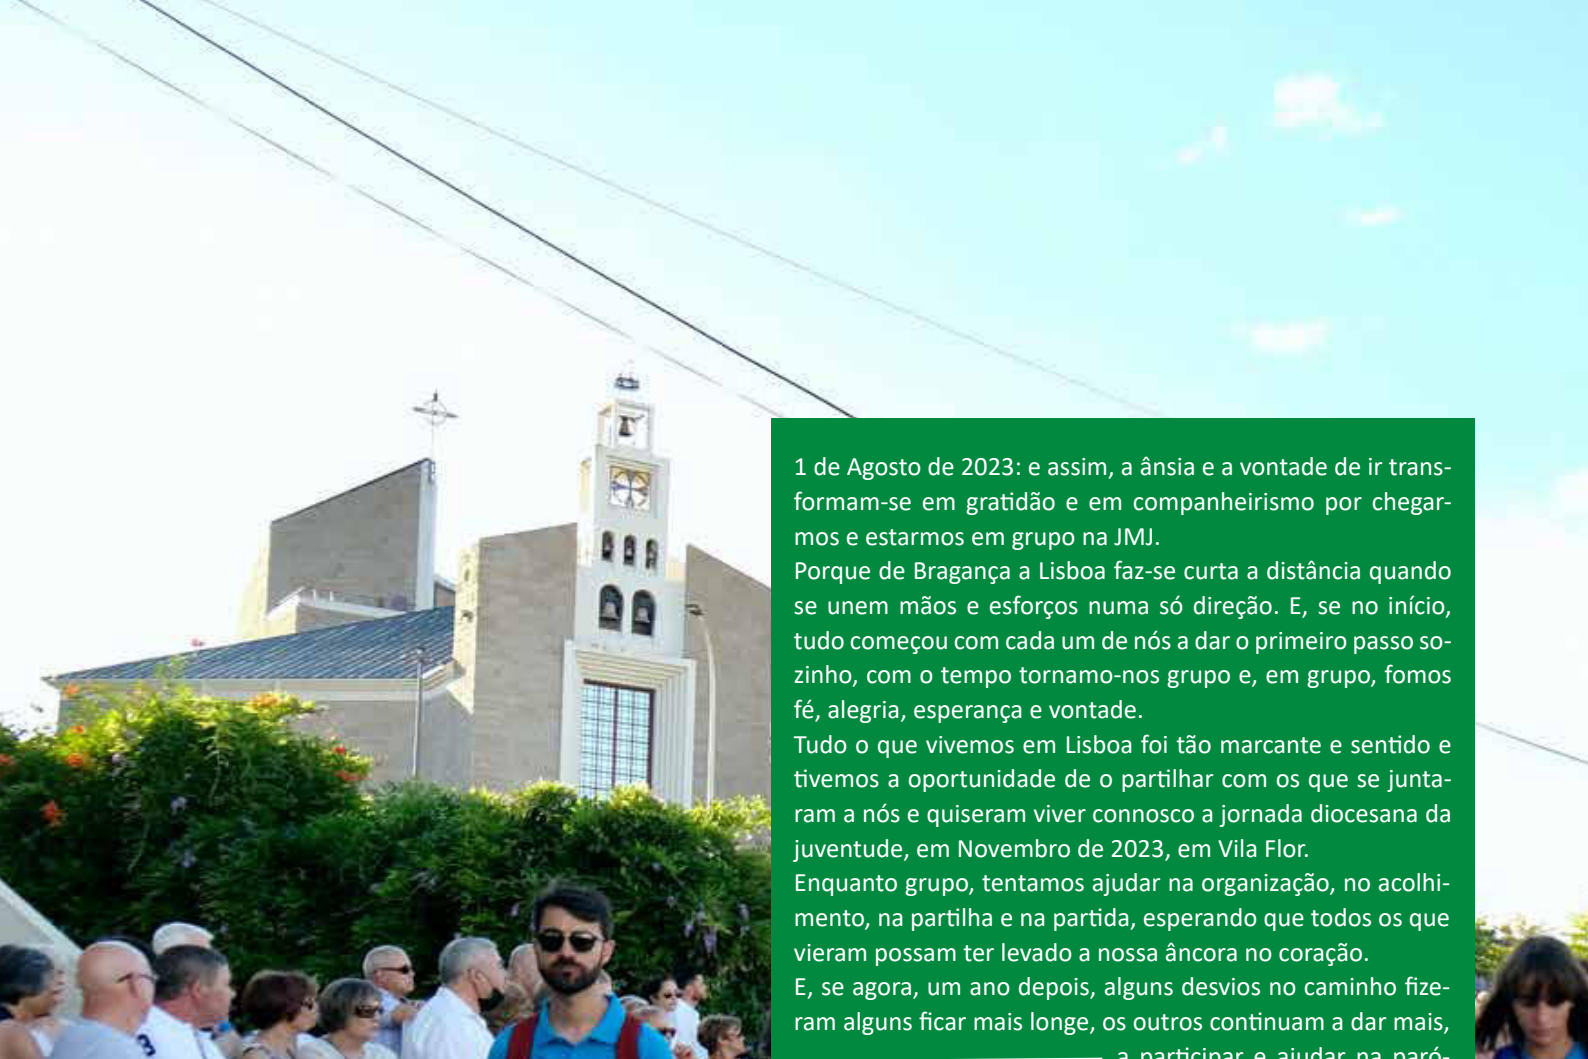 1 de Agosto de 2023: e assim, a ânsia e a vontade de ir trans-
formam-se em gratidão e em companheirismo por chegar-
mos e estarmos em grupo na JMJ.
Porque de Bragança a Lisboa faz-se curta a distância quando
se unem mãos e esforços numa só direção. E, se no início,
tudo começou com cada um de nós a dar o primeiro passo so-
zinho, com o tempo tornamo-nos grupo e, em grupo, fomos
fé, alegria, esperança e vontade.
Tudo o que vivemos em Lisboa foi tão marcante e sentido e
tivemos a oportunidade de o partilhar com os que se junta-
ram a nós e quiseram viver connosco a jornada diocesana da
juventude, em Novembro de 2023, em Vila Flor.
Enquanto grupo, tentamos ajudar na organização, no acolhi-
mento, na partilha e na partida, esperando que todos os que
vieram possam ter levado a nossa âncora no coração.
E, se agora, um ano depois, alguns desvios no caminho fize-
ram alguns ficar mais longe, os outros continuam a dar mais,
a participar e ajudar na paró-